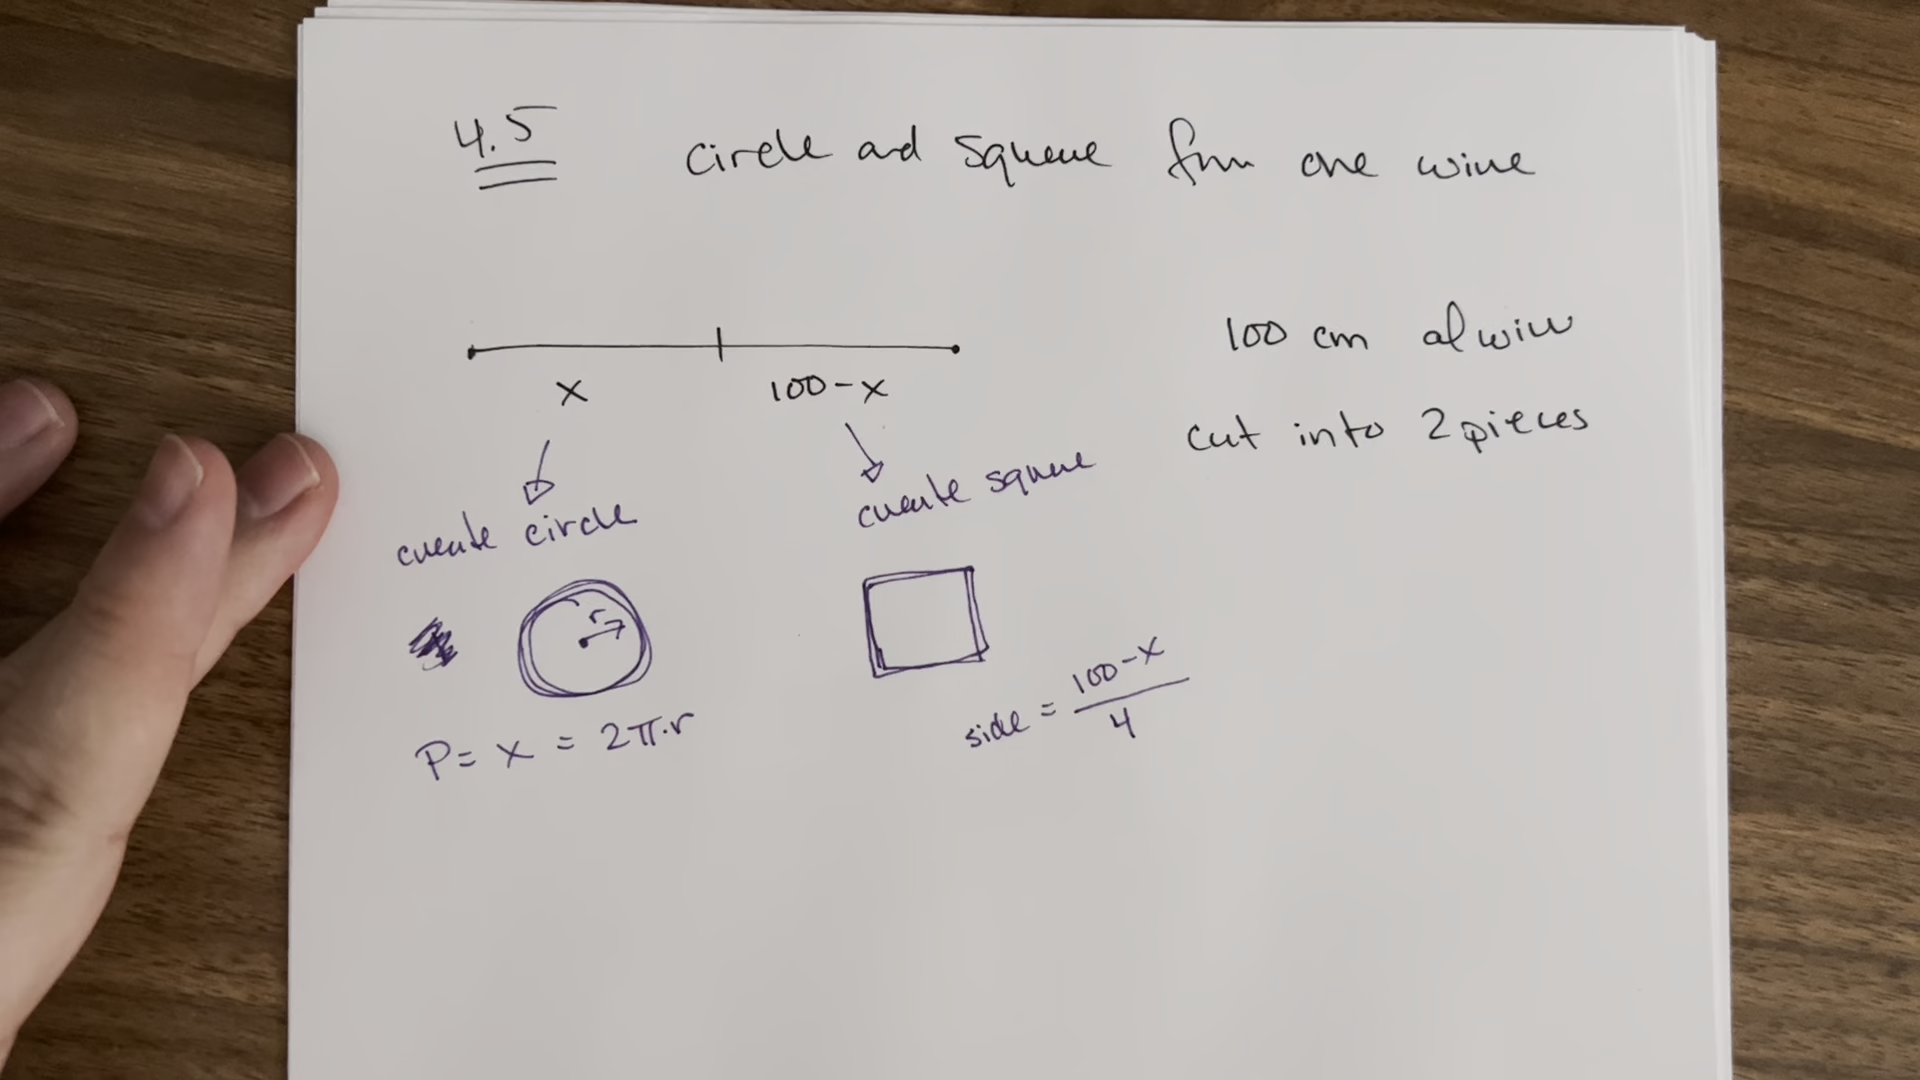 4.5 circle and square from one wire
100 cm of wire
cut into 2 pieces
x 100-x
create circle
create square
r
P = x = 2π·r
side = (100-x)/4